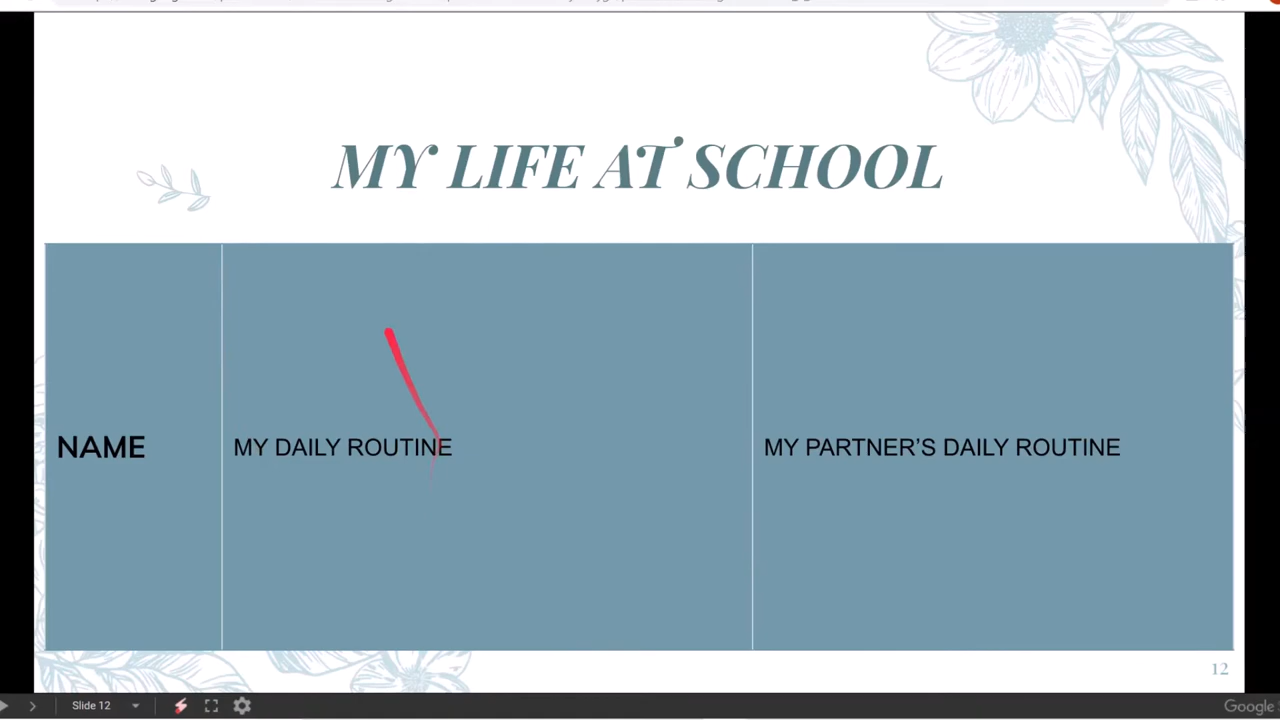 MY LIFE AT SCHOOL
NAME
MY DAILY ROUTINE
MY PARTNER’S DAILY ROUTINE
12
Slide 12
Google